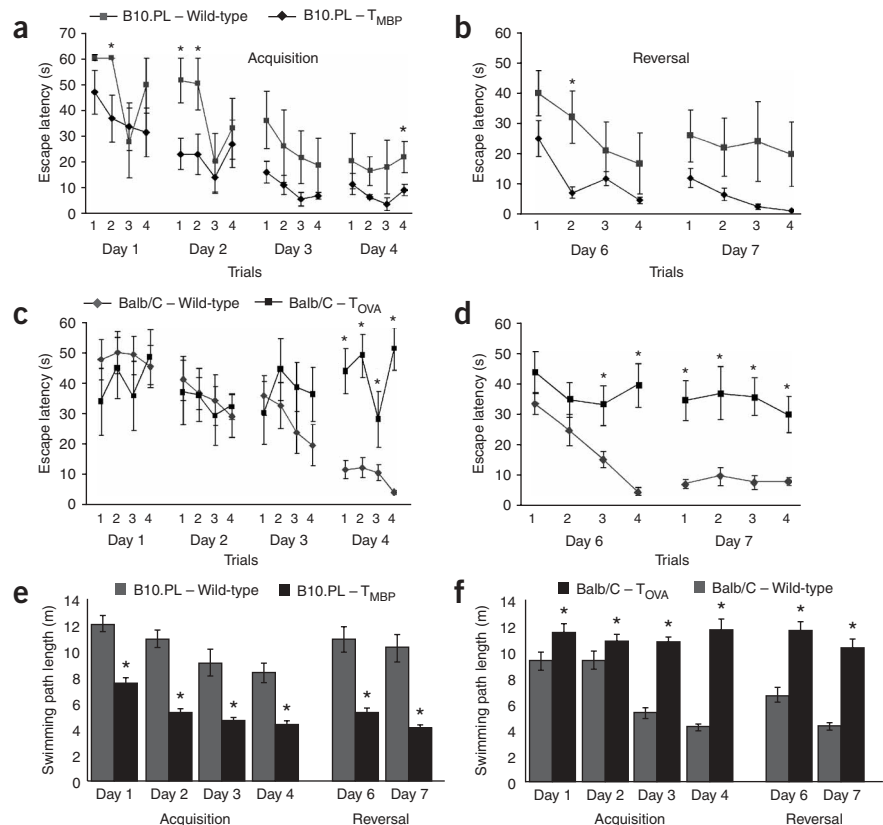 a
B10.PL – Wild-type B10.PL – TMBP
Escape latency (s)
70
60
50
40
30
20
10
0
Acquisition
* * * *
1 2 3 4 1 2 3 4 1 2 3 4 1 2 3 4
Day 1 Day 2 Day 3 Day 4
Trials
b
Escape latency (s)
70
60
50
40
30
20
10
0
Reversal
*
1 2 3 4 1 2 3 4
Day 6 Day 7
Trials
c
Balb/C – Wild-type Balb/C – TOVA
Escape latency (s)
60
50
40
30
20
10
0
* * * *
1 2 3 4 1 2 3 4 1 2 3 4 1 2 3 4
Day 1 Day 2 Day 3 Day 4
Trials
d
Escape latency (s)
60
50
40
30
20
10
0
* * * * * *
1 2 3 4 1 2 3 4
Day 6 Day 7
Trials
e
B10.PL – Wild-type B10.PL – TMBP
Swimming path length (m)
14
12
10
8
6
4
2
0
* * * * * *
Day 1 Day 2 Day 3 Day 4 Day 6 Day 7
Acquisition Reversal
f
Balb/C – TOVA Balb/C – Wild-type
Swimming path length (m)
14
12
10
8
6
4
2
0
* * * * * *
Day 1 Day 2 Day 3 Day 4 Day 6 Day 7
Acquisition Reversal